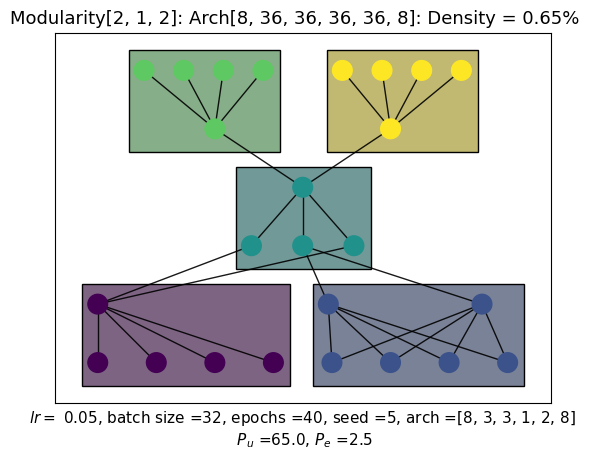 Modularity[2, 1, 2]: Arch[8, 36, 36, 36, 36, 8]: Density = 0.65%
lr = 0.05, batch size =32, epochs =40, seed =5, arch =[8, 3, 3, 1, 2, 8]
P_u =65.0, P_e =2.5